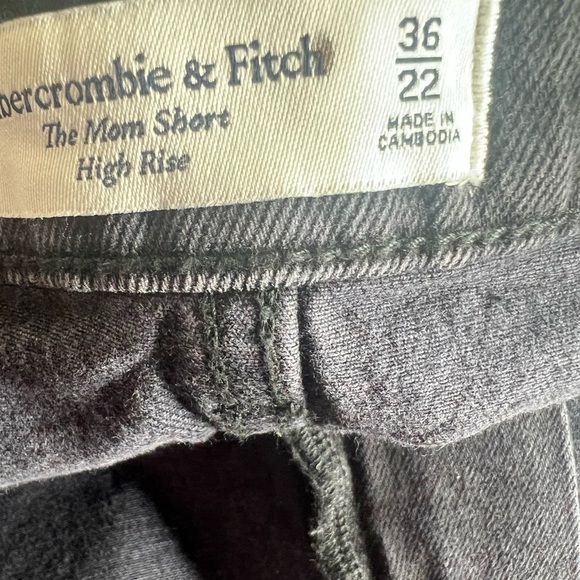 bercrombie & Fitch
The Mom Short
High Rise
36
22
MADE IN
CAMBODIA